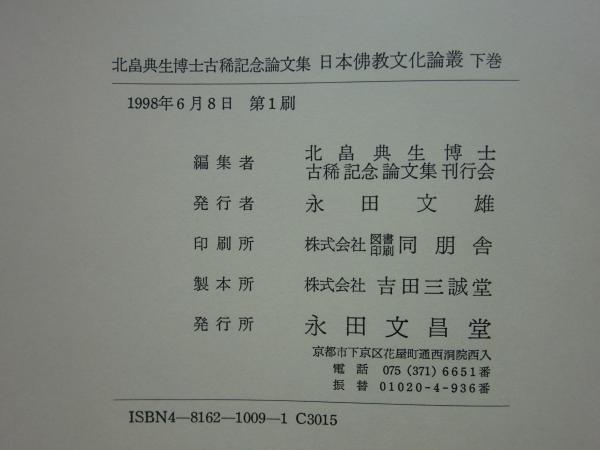 北畠典生博士古稀記念論文集 日本佛教文化論叢 下巻
1998年6月8日 第1刷
編集者 北畠典生博士
古稀記念論文集刊行会
発行者 永田文雄
印刷所 株式会社 図書印刷 同朋舎
製本所 株式会社 吉田三誠堂
発行所 永田文昌堂
京都市下京区花屋町通西洞院西入
電話 075(371)6651番
振替 01020-4-936番
ISBN4―8162―1009―1 C3015